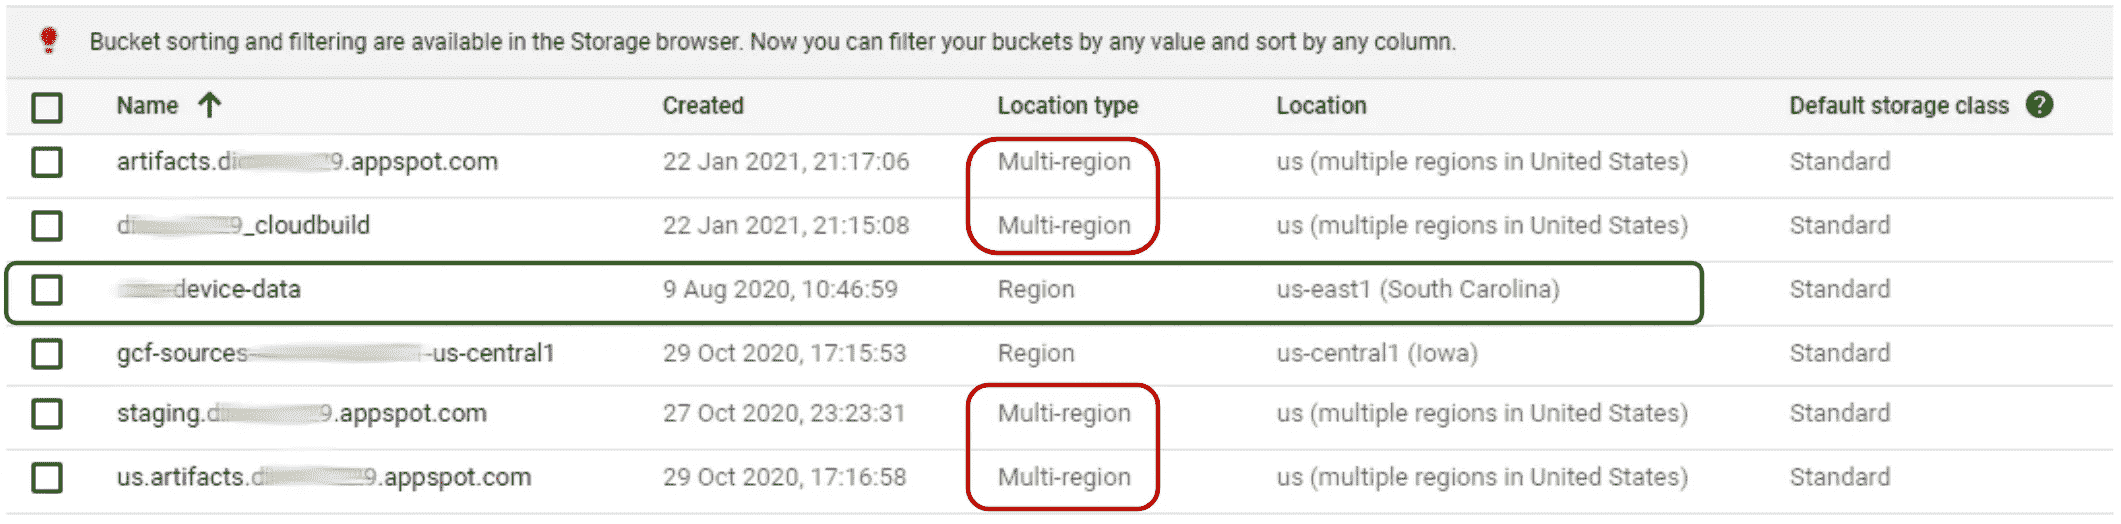 Bucket sorting and filtering are available in the Storage browser. Now you can filter your buckets by any value and sort by any column.
Name Created Location type Location Default storage class ?
artifacts.di 9.appspot.com 22 Jan 2021, 21:17:06 Multi-region us (multiple regions in United States) Standard
di 9_cloudbuild 22 Jan 2021, 21:15:08 Multi-region us (multiple regions in United States) Standard
device-data 9 Aug 2020, 10:46:59 Region us-east1 (South Carolina) Standard
gcf-sources- -us-central1 29 Oct 2020, 17:15:53 Region us-central1 (Iowa) Standard
staging.d 9.appspot.com 27 Oct 2020, 23:23:31 Multi-region us (multiple regions in United States) Standard
us.artifacts.d 9.appspot.com 29 Oct 2020, 17:16:58 Multi-region us (multiple regions in United States) Standard